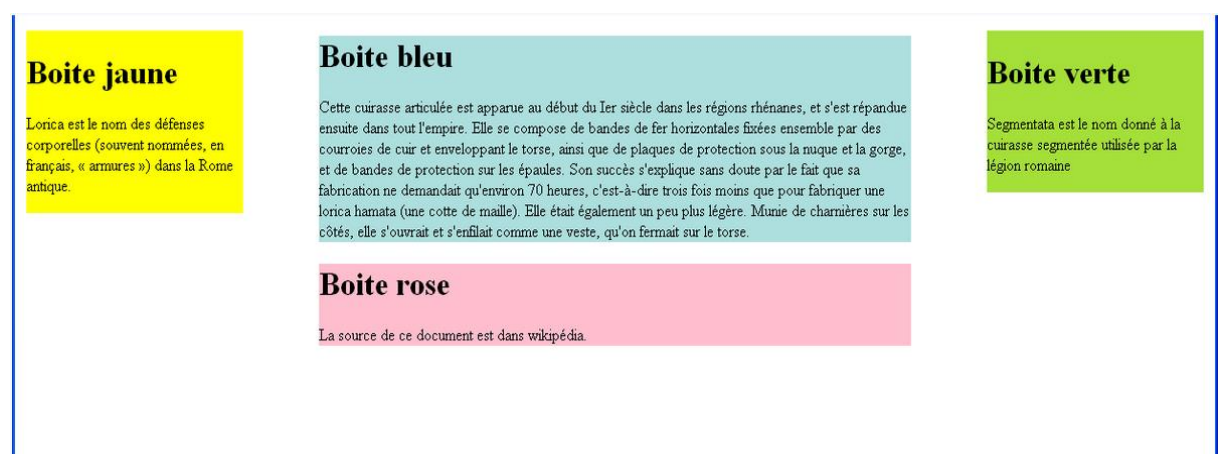 Boite jaune
Lorica est le nom des défenses
corporelles (souvent nommées, en
français, « armures ») dans la Rome
antique.
Boite bleu
Cette cuirasse articulée est apparue au début du Ier siècle dans les régions rhénanes, et s'est répandue
ensuite dans tout l'empire. Elle se compose de bandes de fer horizontales fixées ensemble par des
courroies de cuir et enveloppant le torse, ainsi que de plaques de protection sous la nuque et la gorge,
et de bandes de protection sur les épaules. Son succès s'explique sans doute par le fait que sa
fabrication ne demandait qu'environ 70 heures, c'est-à-dire trois fois moins que pour fabriquer une
lorica hamata (une cotte de maille). Elle était également un peu plus légère. Munie de charnières sur les
côtés, elle s'ouvrait et s'enfilait comme une veste, qu'on fermait sur le torse.
Boite rose
La source de ce document est dans wikipédia.
Boite verte
Segmentata est le nom donné à la
cuirasse segmentée utilisée par la
légion romaine